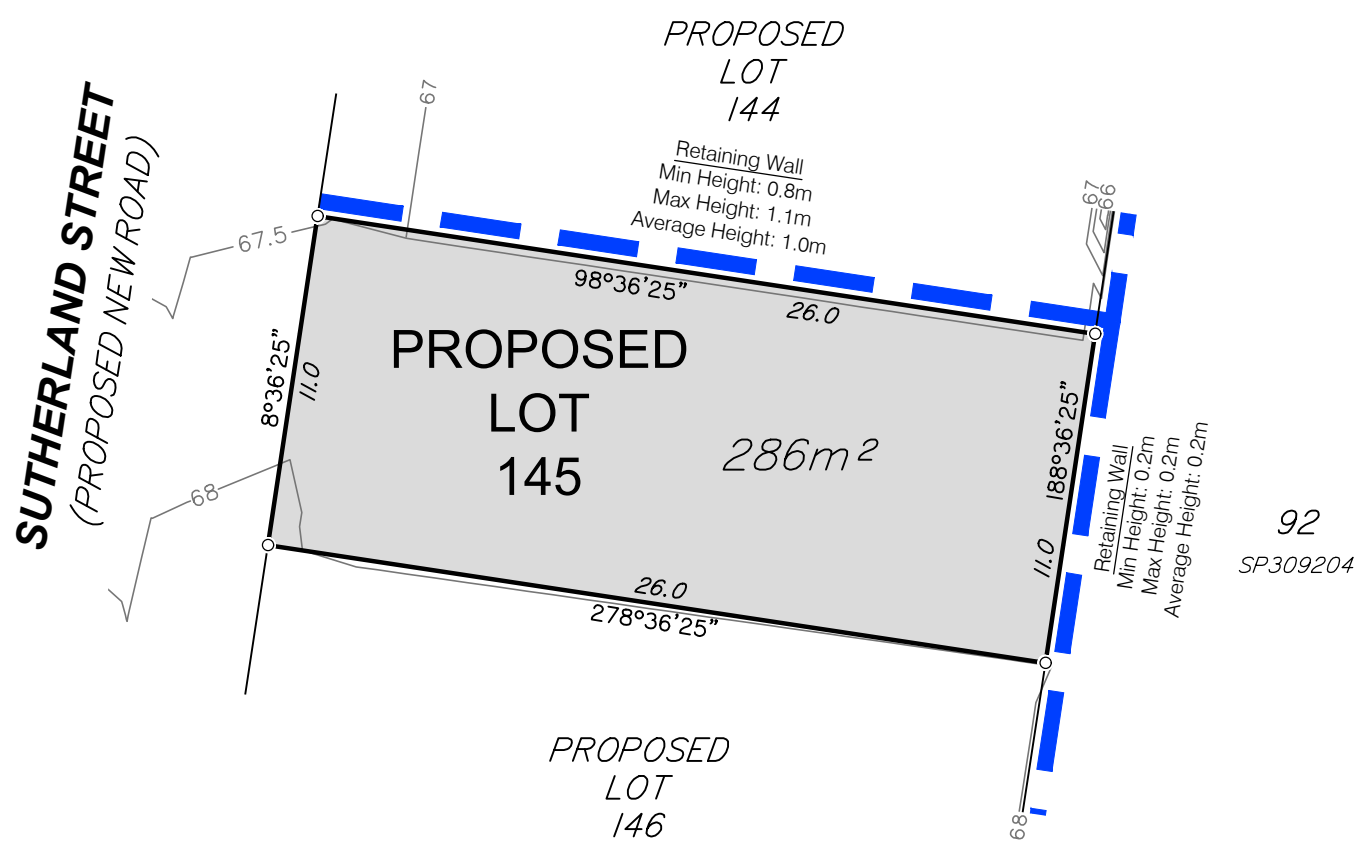 PROPOSED
LOT
144
Retaining Wall
Min Height: 0.8m
Max Height: 1.1m
Average Height: 1.0m
SUTHERLAND STREET
(PROPOSED NEW ROAD)
67
67.5
67
66
98°36'25"
26.0
8°36'25"
11.0
PROPOSED
LOT
145
286m²
188°36'25"
11.0
Retaining Wall
Min Height: 0.2m
Max Height: 0.2m
Average Height: 0.2m
92
SP309204
68
26.0
278°36'25"
PROPOSED
LOT
146
68